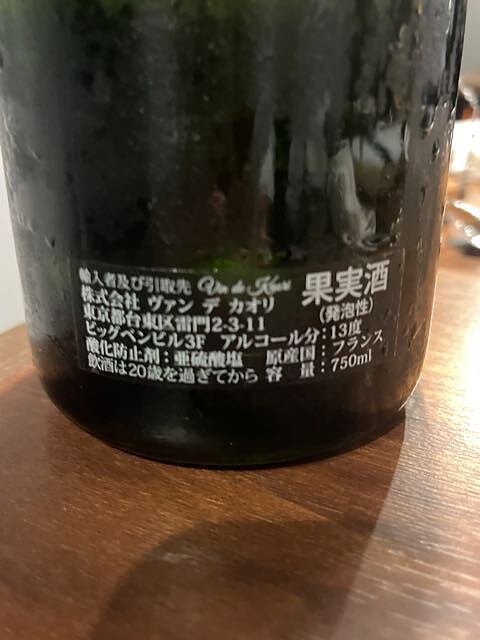 輸入者及び引取先 Vin de Kaori 果実酒
株式会社 ヴァン デ カオリ (発泡性)
東京都台東区雷門2-3-11
ビッグベンビル3F アルコール分：13度
酸化防止剤：亜硫酸塩 原産国：フランス
飲酒は20歳を過ぎてから 容 量：750ml